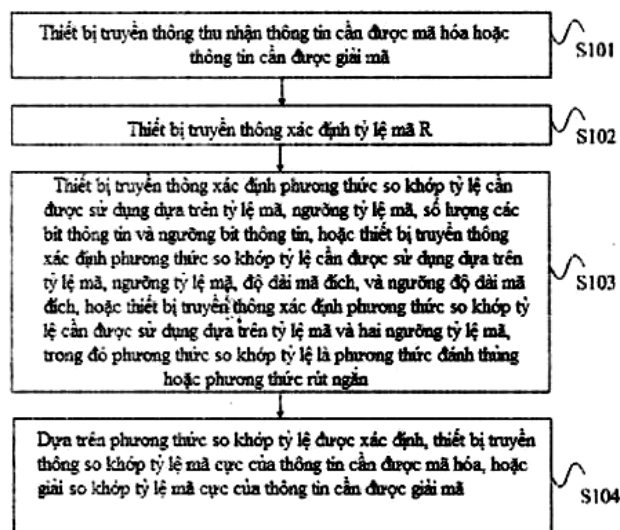 Thiết bị truyền thông thu nhận thông tin cần được mã hóa hoặc
thông tin cần được giải mã
S101
Thiết bị truyền thông xác định tỷ lệ mã R
S102
Thiết bị truyền thông xác định phương thức so khớp tỷ lệ cần
được sử dụng dựa trên tỷ lệ mã, ngưỡng tỷ lệ mã, số lượng các
bit thông tin và ngưỡng bit thông tin, hoặc thiết bị truyền thông
xác định phương thức so khớp tỷ lệ cần được sử dụng dựa trên
tỷ lệ mã, ngưỡng tỷ lệ mã, độ dài mã đích, và ngưỡng độ dài mã
đích, hoặc thiết bị truyền thông xác định phương thức so khớp tỷ
lệ cần được sử dụng dựa trên tỷ lệ mã và hai ngưỡng tỷ lệ mã,
trong đó phương thức so khớp tỷ lệ là phương thức đánh thủng
hoặc phương thức rút ngắn
S103
Dựa trên phương thức so khớp tỷ lệ được xác định, thiết bị truyền
thông so khớp tỷ lệ mã cực của thông tin cần được mã hóa, hoặc
giải so khớp tỷ lệ mã cực của thông tin cần được giải mã
S104